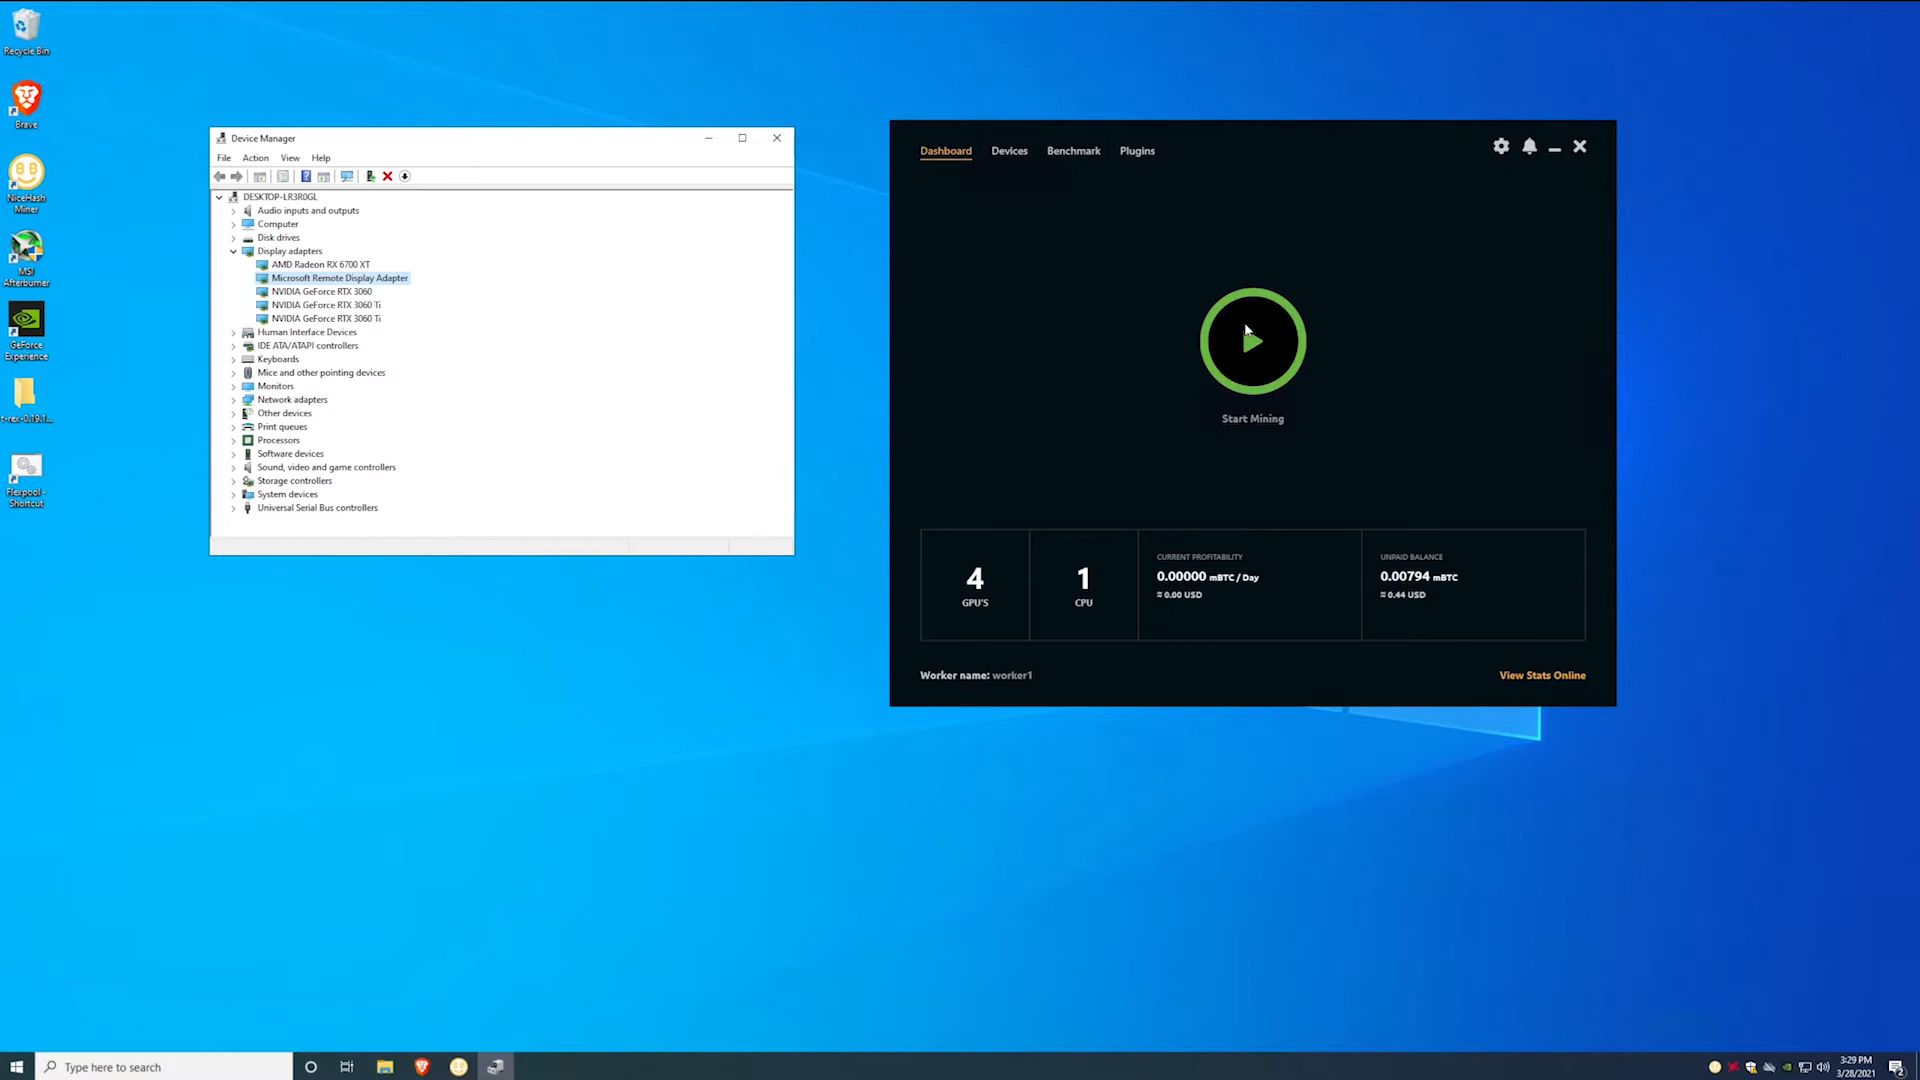 Recycle Bin
Brave
NiceHash
Miner
MSI
Afterburner
GeForce
Experience
t-rex-0.19.1...
Flexpool -
Shortcut
Device Manager
File Action View Help
DESKTOP-LR3R0GL
Audio inputs and outputs
Computer
Disk drives
Display adapters
AMD Radeon RX 6700 XT
Microsoft Remote Display Adapter
NVIDIA GeForce RTX 3060
NVIDIA GeForce RTX 3060 Ti
NVIDIA GeForce RTX 3060 Ti
Human Interface Devices
IDE ATA/ATAPI controllers
Keyboards
Mice and other pointing devices
Monitors
Network adapters
Other devices
Print queues
Processors
Software devices
Sound, video and game controllers
Storage controllers
System devices
Universal Serial Bus controllers
Dashboard Devices Benchmark Plugins
Start Mining
4
GPU'S
1
CPU
CURRENT PROFITABILITY
0.00000 mBTC / Day
≈ 0.00 USD
UNPAID BALANCE
0.00794 mBTC
≈ 0.44 USD
Worker name: worker1
View Stats Online
Type here to search
3:29 PM
3/28/2021
2